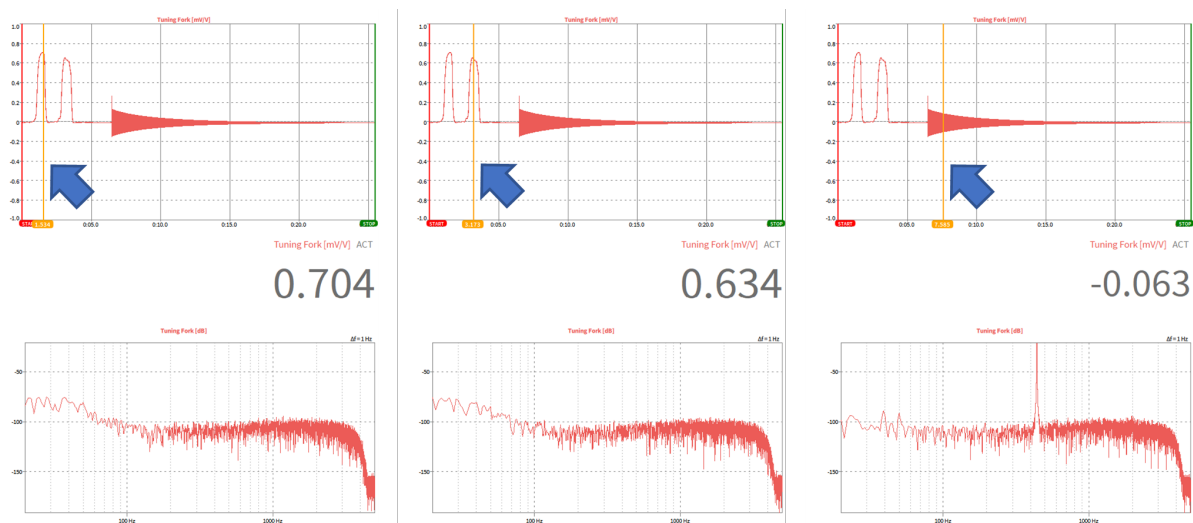 Tuning Fork [mV/V]
1.0
0.8
0.6
0.4
0.2
0
-0.2
-0.4
-0.6
-0.8
-1.0
0:05.0
0:10.0
0:15.0
0:20.0
STOP
Tuning Fork [mV/V] ACT
0.704
Tuning Fork [dB]
Δf = 1 Hz
-50
-100
-150
100 Hz
1000 Hz
Tuning Fork [mV/V]
1.0
0.8
0.6
0.4
0.2
0
-0.2
-0.4
-0.6
-0.8
-1.0
START
0:05.0
0:10.0
0:15.0
0:20.0
STOP
Tuning Fork [mV/V] ACT
0.634
Tuning Fork [dB]
Δf = 1 Hz
-50
-100
-150
100 Hz
1000 Hz
Tuning Fork [mV/V]
1.0
0.8
0.6
0.4
0.2
0
-0.2
-0.4
-0.6
-0.8
-1.0
START
0:05.0
0:10.0
0:15.0
0:20.0
STOP
Tuning Fork [mV/V] ACT
-0.063
Tuning Fork [dB]
Δf = 1 Hz
-50
-100
-150
100 Hz
1000 Hz